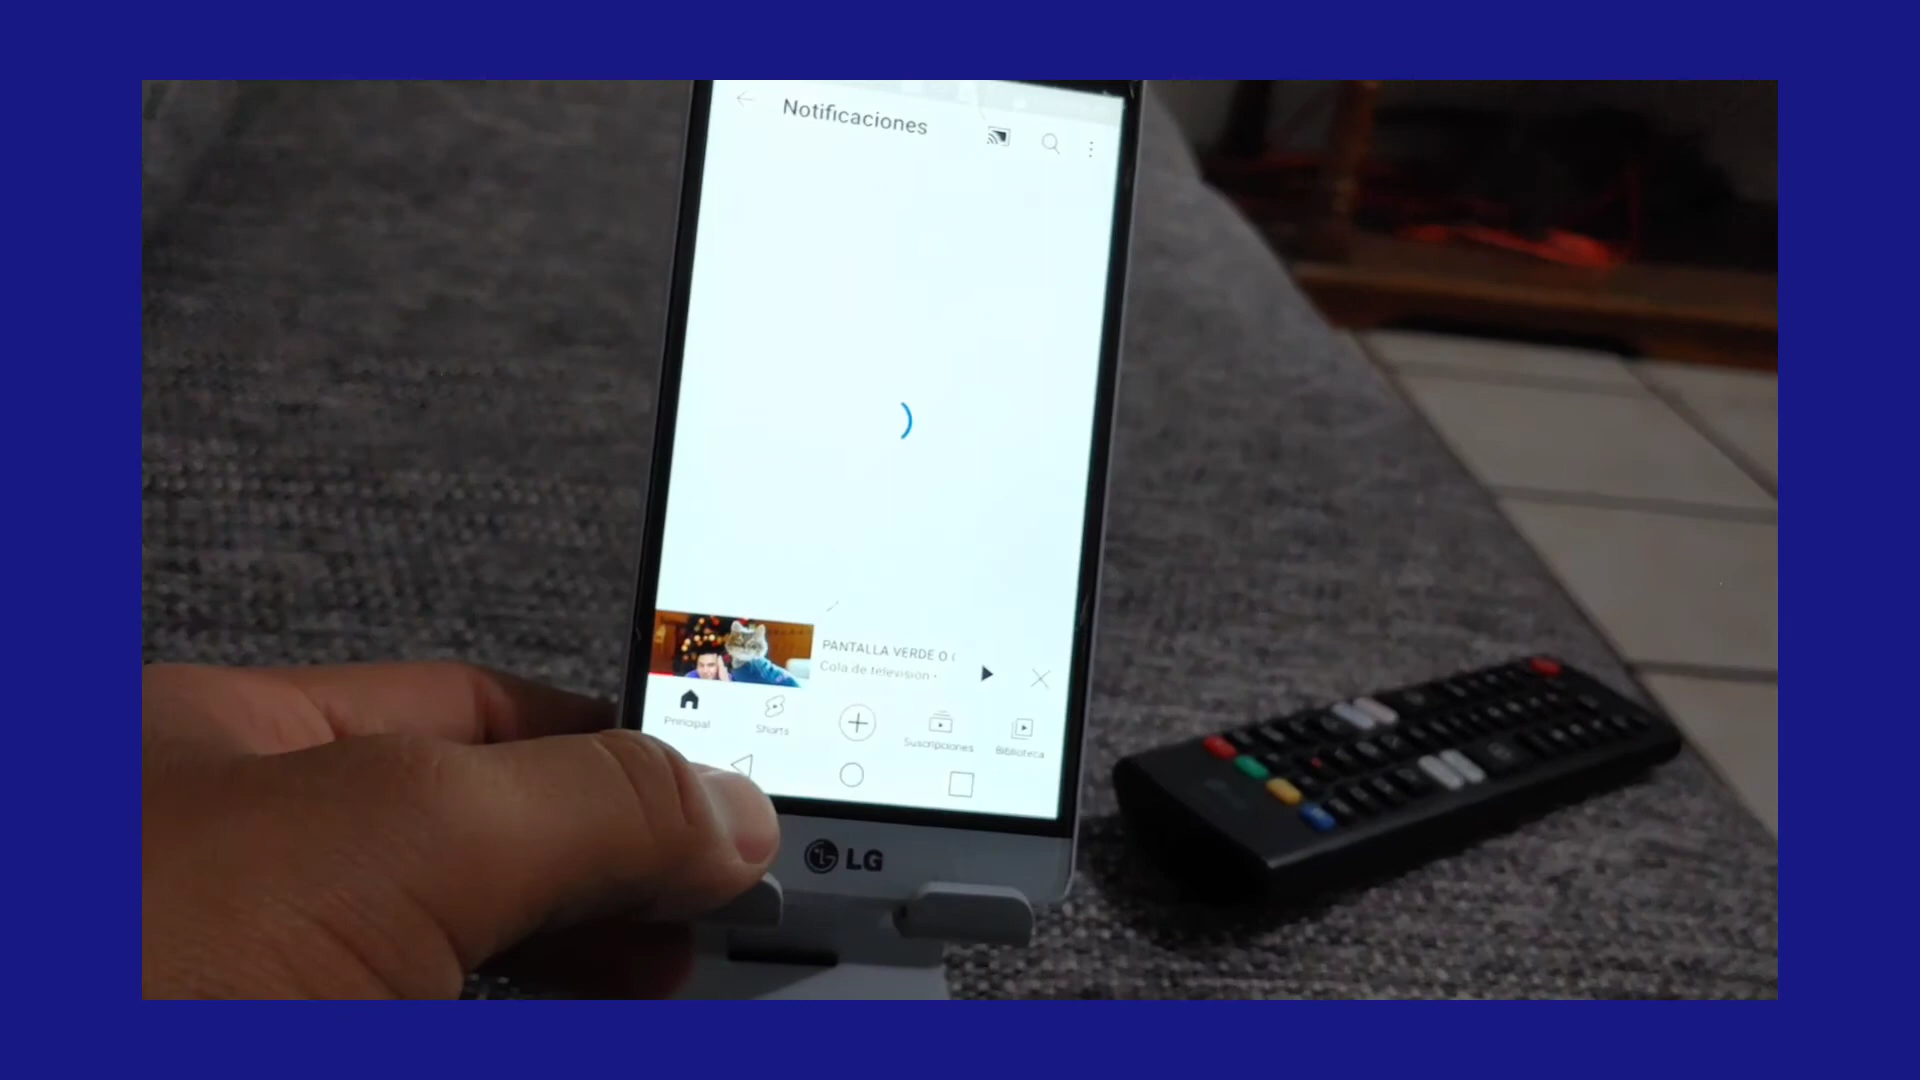 Notificaciones
PANTALLA VERDE O
Cola de televisión •
Principal
Shorts
Suscripciones
Biblioteca
LG